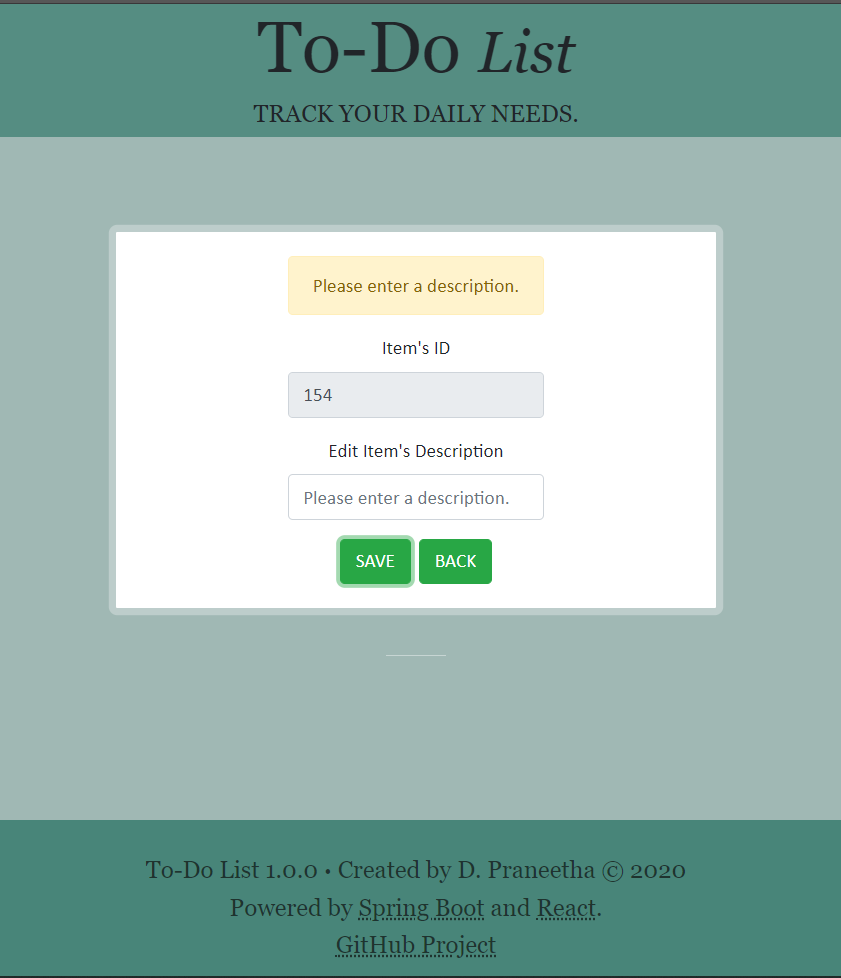 To-Do List
TRACK YOUR DAILY NEEDS.
Please enter a description.
Item's ID
154
Edit Item's Description
Please enter a description.
SAVE BACK
To-Do List 1.0.0 • Created by D. Praneetha © 2020
Powered by Spring Boot and React.
GitHub Project